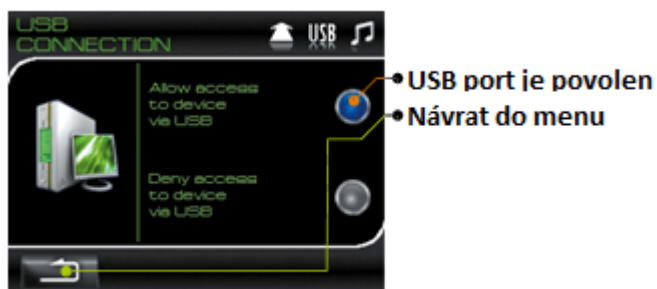 USB
CONNECTION
USB
Allow access
to device
via USB
Deny access
to device
via USB
USB port je povolen
Návrat do menu